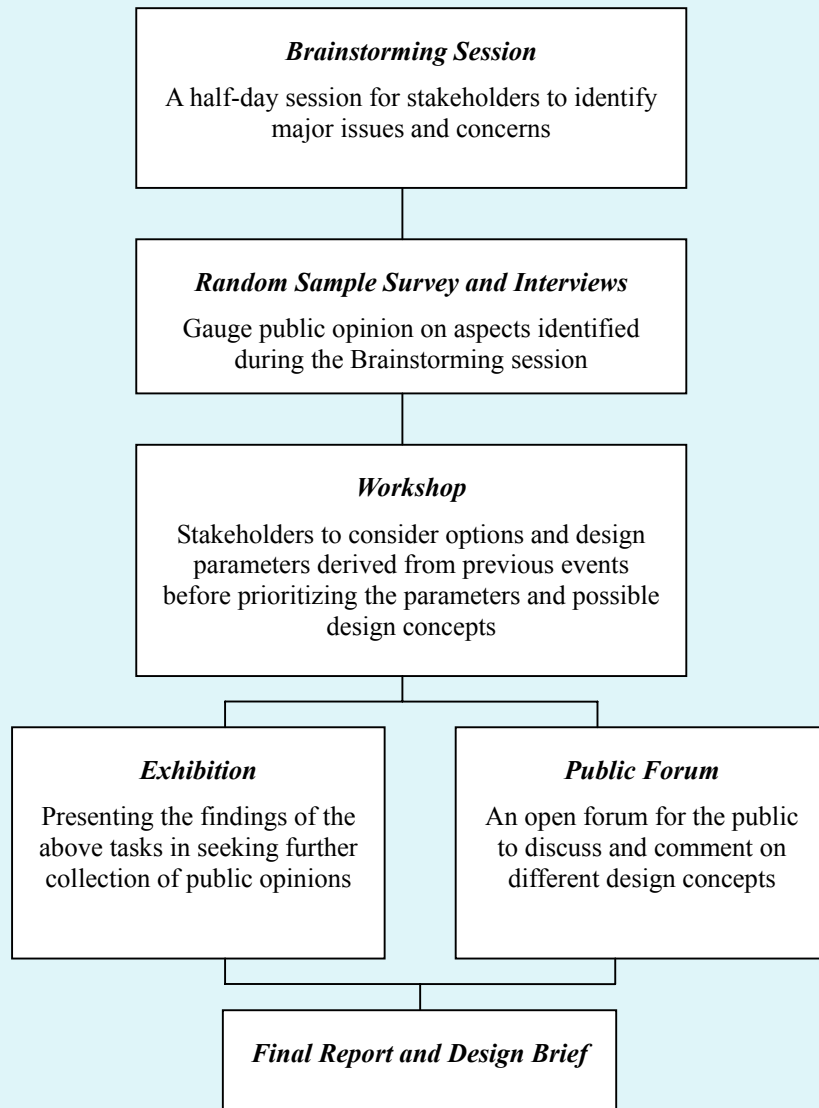 Brainstorming Session
A half-day session for stakeholders to identify
major issues and concerns
Random Sample Survey and Interviews
Gauge public opinion on aspects identified
during the Brainstorming session
Workshop
Stakeholders to consider options and design
parameters derived from previous events
before prioritizing the parameters and possible
design concepts
Exhibition
Presenting the findings of the
above tasks in seeking further
collection of public opinions
Public Forum
An open forum for the public
to discuss and comment on
different design concepts
Final Report and Design Brief